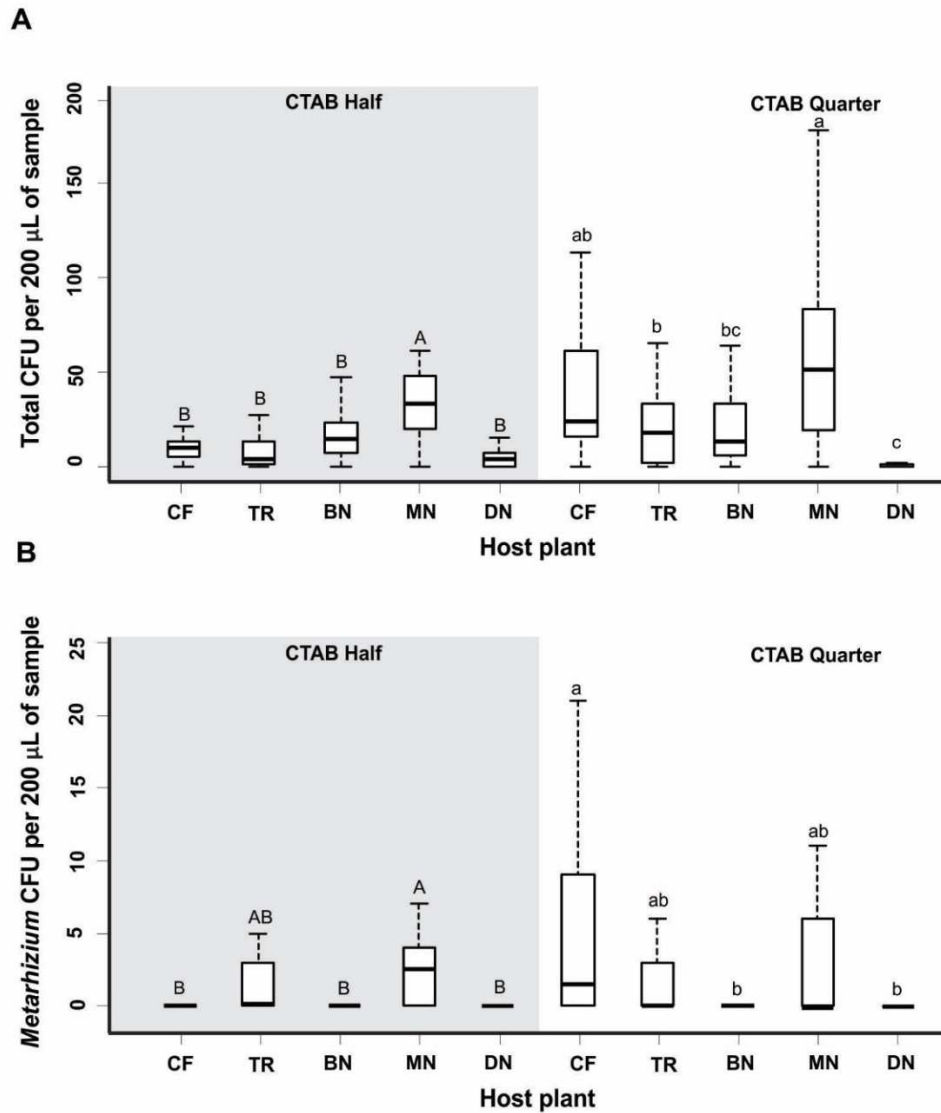 A
CTAB Half
CTAB Quarter
Total CFU per 200 µL of sample
200
150
100
50
0
B
B
B
A
B
ab
b
bc
a
c
CF TR BN MN DN CF TR BN MN DN
Host plant
B
CTAB Half
CTAB Quarter
Metarhizium CFU per 200 µL of sample
25
20
15
10
5
0
B
AB
B
A
B
a
ab
b
ab
b
CF TR BN MN DN CF TR BN MN DN
Host plant